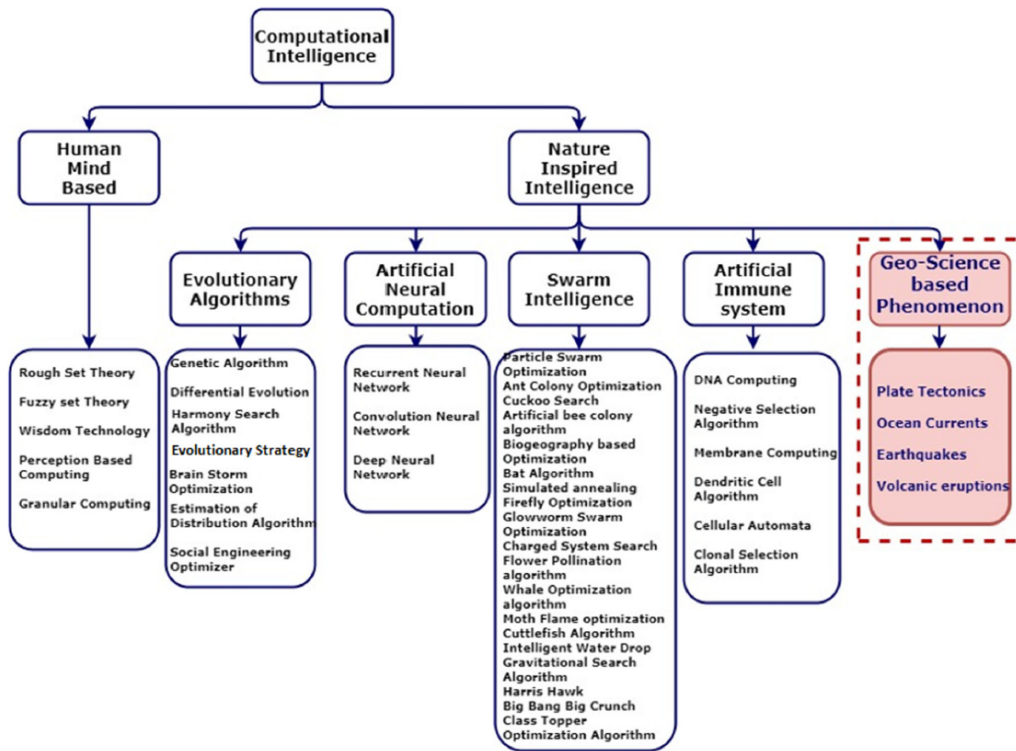 Computational
Intelligence
Human
Mind
Based
Nature
Inspired
Intelligence
Evolutionary
Algorithms
Artificial
Neural
Computation
Swarm
Intelligence
Artificial
Immune
system
Geo-Science
based
Phenomenon
Rough Set Theory
Fuzzy set Theory
Wisdom Technology
Perception Based
Computing
Granular Computing
Genetic Algorithm
Differential Evolution
Harmony Search
Algorithm
Evolutionary Strategy
Brain Storm
Optimization
Estimation of
Distribution Algorithm
Social Engineering
Optimizer
Recurrent Neural
Network
Convolution Neural
Network
Deep Neural
Network
Particle Swarm
Optimization
Ant Colony Optimization
Cuckoo Search
Artificial bee colony
algorithm
Biogeography based
Optimization
Bat Algorithm
Simulated annealing
Firefly Optimization
Glowworm Swarm
Optimization
Charged System Search
Flower Pollination
algorithm
Whale Optimization
algorithm
Moth Flame optimization
Cuttlefish Algorithm
Intelligent Water Drop
Gravitational Search
Algorithm
Harris Hawk
Big Bang Big Crunch
Class Topper
Optimization Algorithm
DNA Computing
Negative Selection
Algorithm
Membrane Computing
Dendritic Cell
Algorithm
Cellular Automata
Clonal Selection
Algorithm
Plate Tectonics
Ocean Currents
Earthquakes
Volcanic eruptions